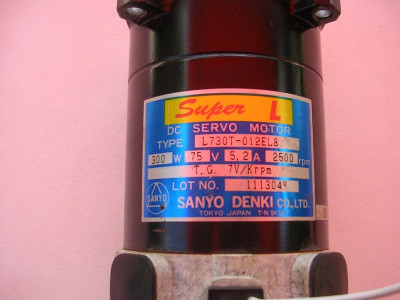 Super L
DC SERVO MOTOR
TYPE L730T-012EL8
300 W 75 V 5.2 A 2500 rpm
T.G. 7V/Krpm
LOT NO. 1113049
SANYO SANYO DENKI CO., LTD.
TOKYO JAPAN